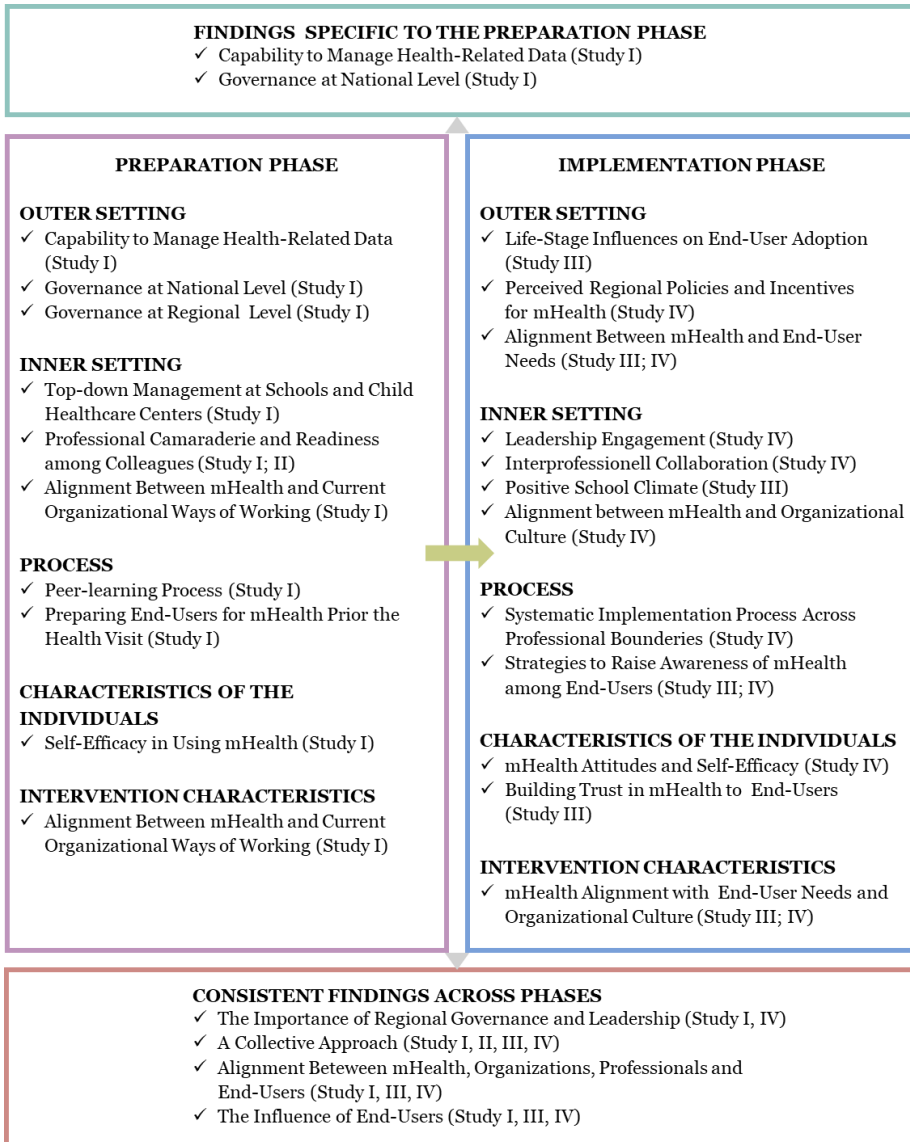 FINDINGS SPECIFIC TO THE PREPARATION PHASE
✓ Capability to Manage Health-Related Data (Study I)
✓ Governance at National Level (Study I)
PREPARATION PHASE
OUTER SETTING
✓ Capability to Manage Health-Related Data
(Study I)
✓ Governance at National Level (Study I)
✓ Governance at Regional Level (Study I)
INNER SETTING
✓ Top-down Management at Schools and Child
Healthcare Centers (Study I)
✓ Professional Camaraderie and Readiness
among Colleagues (Study I; II)
✓ Alignment Between mHealth and Current
Organizational Ways of Working (Study I)
PROCESS
✓ Peer-learning Process (Study I)
✓ Preparing End-Users for mHealth Prior the
Health Visit (Study I)
CHARACTERISTICS OF THE
INDIVIDUALS
✓ Self-Efficacy in Using mHealth (Study I)
INTERVENTION CHARACTERISTICS
✓ Alignment Between mHealth and Current
Organizational Ways of Working (Study I)
IMPLEMENTATION PHASE
OUTER SETTING
✓ Life-Stage Influences on End-User Adoption
(Study III)
✓ Perceived Regional Policies and Incentives
for mHealth (Study IV)
✓ Alignment Between mHealth and End-User
Needs (Study III; IV)
INNER SETTING
✓ Leadership Engagement (Study IV)
✓ Interprofessionell Collaboration (Study IV)
✓ Positive School Climate (Study III)
✓ Alignment between mHealth and Organizational
Culture (Study IV)
PROCESS
✓ Systematic Implementation Process Across
Professional Bounderies (Study IV)
✓ Strategies to Raise Awareness of mHealth
among End-Users (Study III; IV)
CHARACTERISTICS OF THE INDIVIDUALS
✓ mHealth Attitudes and Self-Efficacy (Study IV)
✓ Building Trust in mHealth to End-Users
(Study III)
INTERVENTION CHARACTERISTICS
✓ mHealth Alignment with End-User Needs and
Organizational Culture (Study III; IV)
CONSISTENT FINDINGS ACROSS PHASES
✓ The Importance of Regional Governance and Leadership (Study I, IV)
✓ A Collective Approach (Study I, II, III, IV)
✓ Alignment Beteween mHealth, Organizations, Professionals and
End-Users (Study I, III, IV)
✓ The Influence of End-Users (Study I, III, IV)